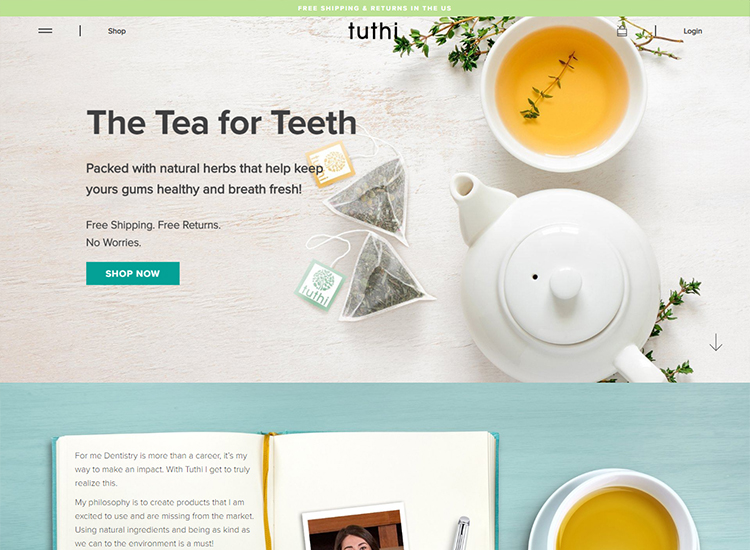 FREE SHIPPING & RETURNS IN THE US
Shop
tuthi
Login
The Tea for Teeth
Packed with natural herbs that help keep
yours gums healthy and breath fresh!
Free Shipping. Free Returns.
No Worries.
SHOP NOW
tuthi
For me Dentistry is more than a career, it's my
way to make an impact. With Tuthi I get to truly
realize this.
My philosophy is to create products that I am
excited to use and are missing from the market.
Using natural ingredients and being as kind as
we can to the environment is a must!